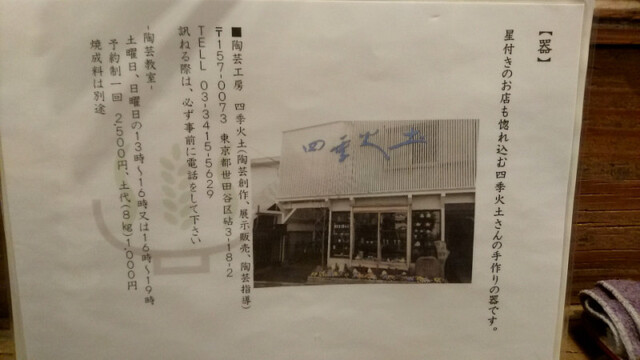 【器】
星付きのお店も惚れ込む四季火土さんの手作りの器です。
四季火土
■ 陶芸工房 四季火土(陶芸創作、展示販売、陶芸指導)
〒157-0073 東京都世田谷区砧3-18-2
TELL 03-3415-5629
訊ねる際は、必ず事前に電話をして下さい
-陶芸教室-
土曜日、日曜日の13時~16時又は16時~19時
予約制一回 2,500円、土代(8kg)1,000円
焼成料は別途